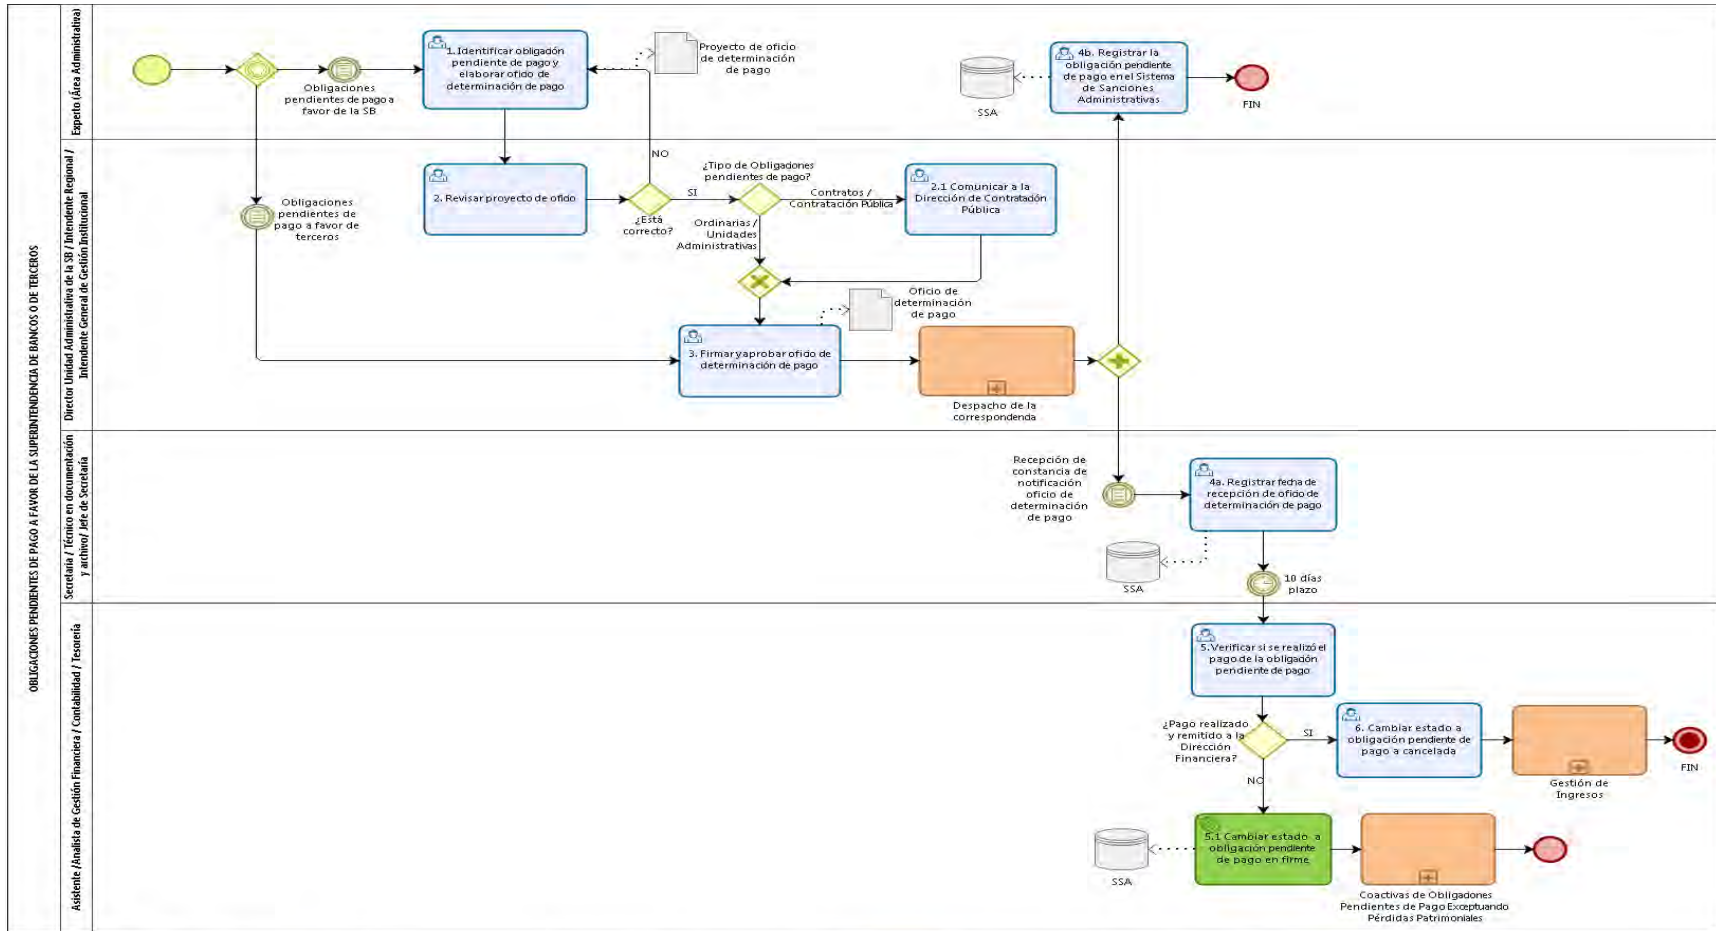 OBLIGACIONES PENDIENTES DE PAGO A FAVOR DE LA SUPERINTENDENCIA DE BANCOS O DE TERCEROS
Experto (Área Administrativa)
Obligaciones
pendientes de pago a
favor de la SB
1. Identificar obligación
pendiente de pago y
elaborar oficio de
determinación de pago
Proyecto de oficio
de determinación
de pago
SSA
4b. Registrar la
obligación pendiente
de pago en el Sistema
de Sanciones
Administrativas
FIN
Director Unidad Administrativa de la SB / Intendente Regional /
Intendente General de Gestión Institucional
Obligaciones
pendientes de
pago a favor de
terceros
2. Revisar proyecto de oficio
NO
¿Está
correcto?
SI
¿Tipo de Obligaciones
pendientes de pago?
Contratos /
Contratación Pública
Ordinarias /
Unidades
Administrativas
2.1 Comunicar a la
Dirección de Contratación
Pública
Oficio de
determinación
de pago
3. Firmar y aprobar oficio de
determinación de pago
Despacho de la
correspondencia
Secretaria / Técnico en documentación
y archivo/ Jefe de Secretaría
Recepción de
constancia de
notificación
oficio de
determinación
de pago
4a. Registrar fecha de
recepción de oficio de
determinación de pago
SSA
10 días
plazo
Asistente /Analista de Gestión Financiera / Contabilidad / Tesorería
5. Verificar si se realizó el
pago de la obligación
pendiente de pago
¿Pago realizado
y remitido a la
Dirección
Financiera?
SI
6. Cambiar estado a
obligación pendiente de
pago a cancelada
Gestión de
Ingresos
FIN
NO
SSA
5.1 Cambiar estado a
obligación pendiente
de pago en firme
Coactivas de Obligaciones
Pendientes de Pago Exceptuando
Pérdidas Patrimoniales